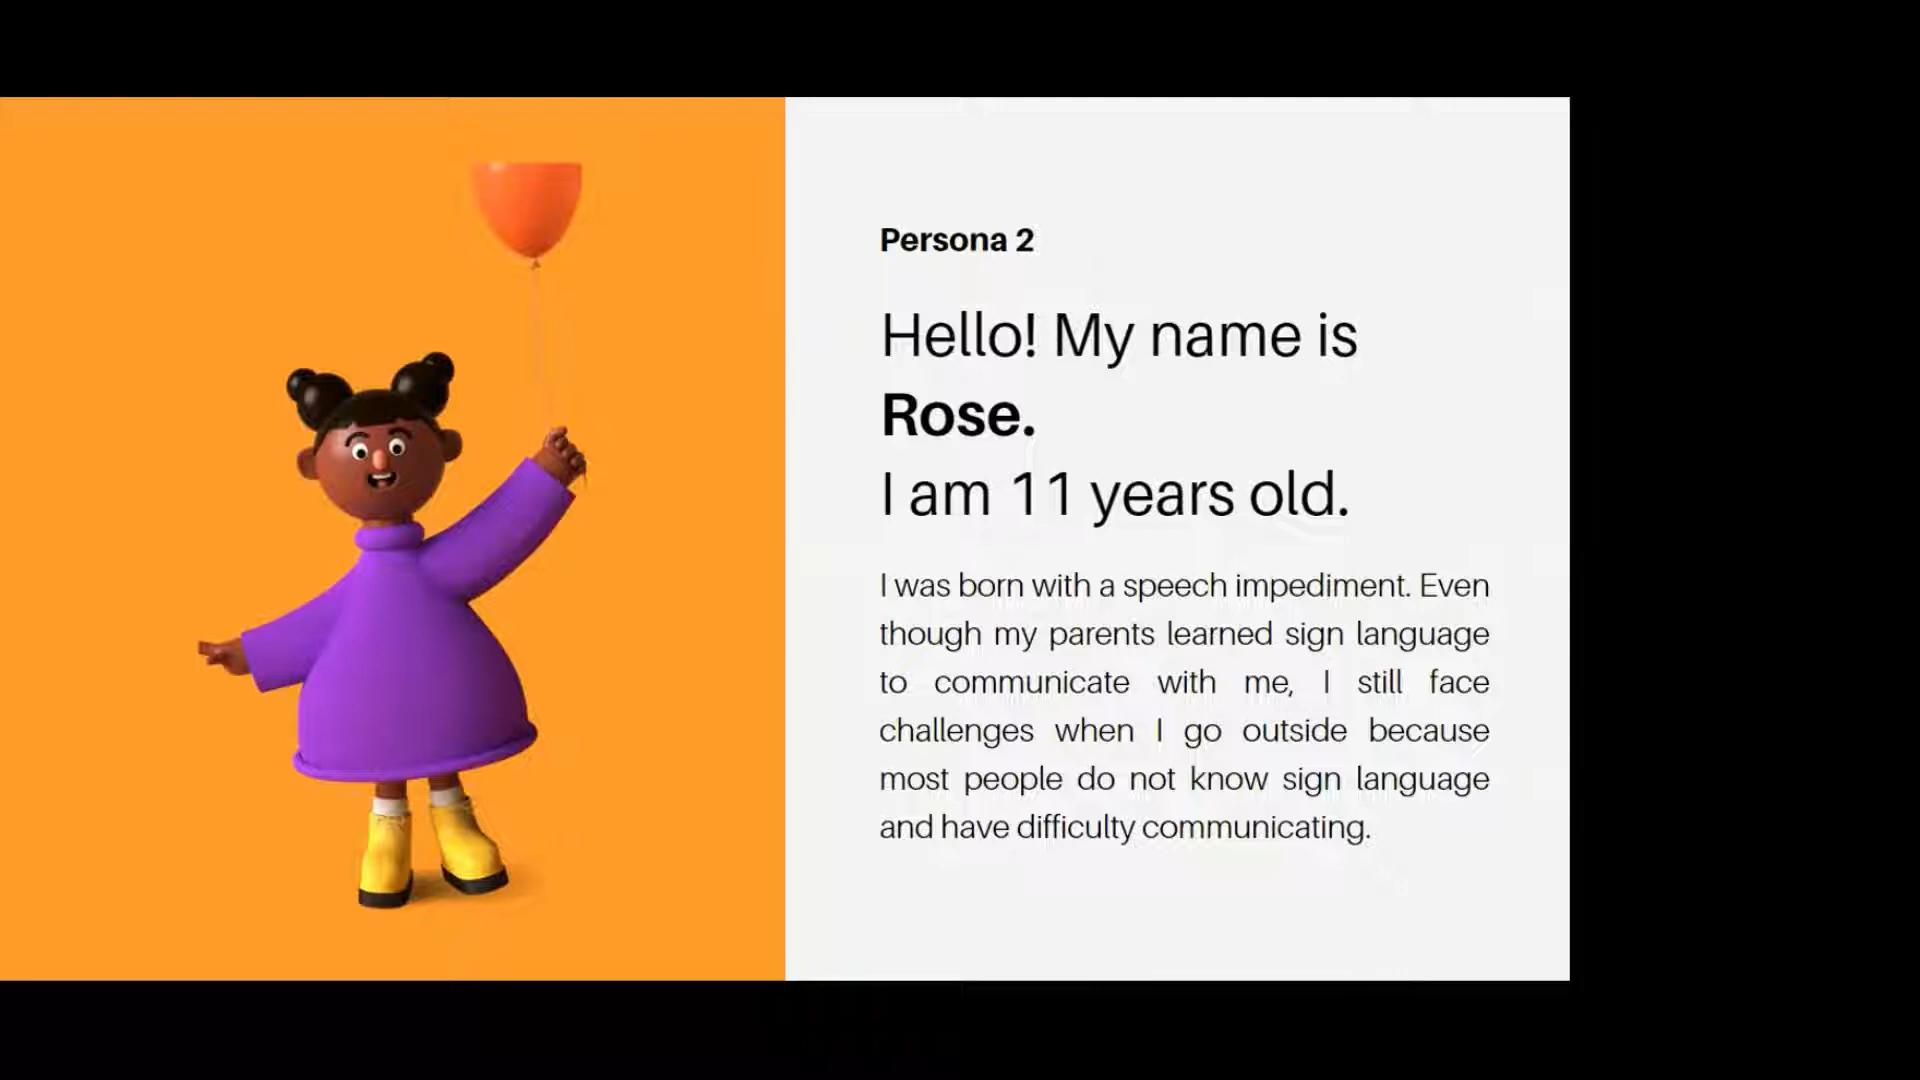 Persona 2
Hello! My name is
Rose.
I am 11 years old.
I was born with a speech impediment. Even
though my parents learned sign language
to communicate with me, I still face
challenges when I go outside because
most people do not know sign language
and have difficulty communicating.